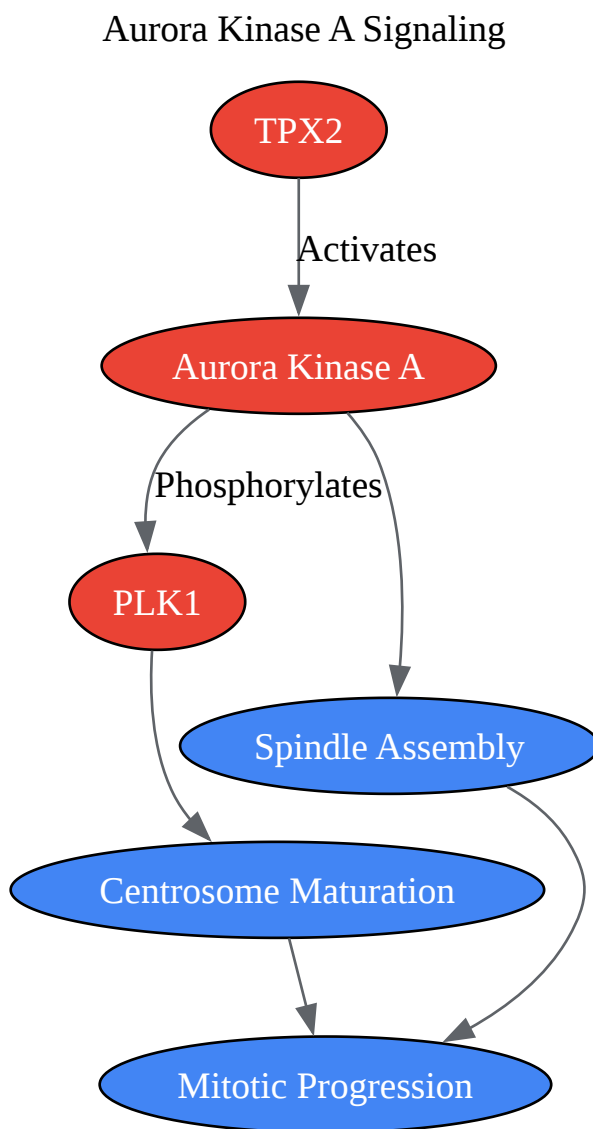 Aurora Kinase A Signaling
TPX2
Activates
Aurora Kinase A
Phosphorylates
PLK1
Spindle Assembly
Centrosome Maturation
Mitotic Progression